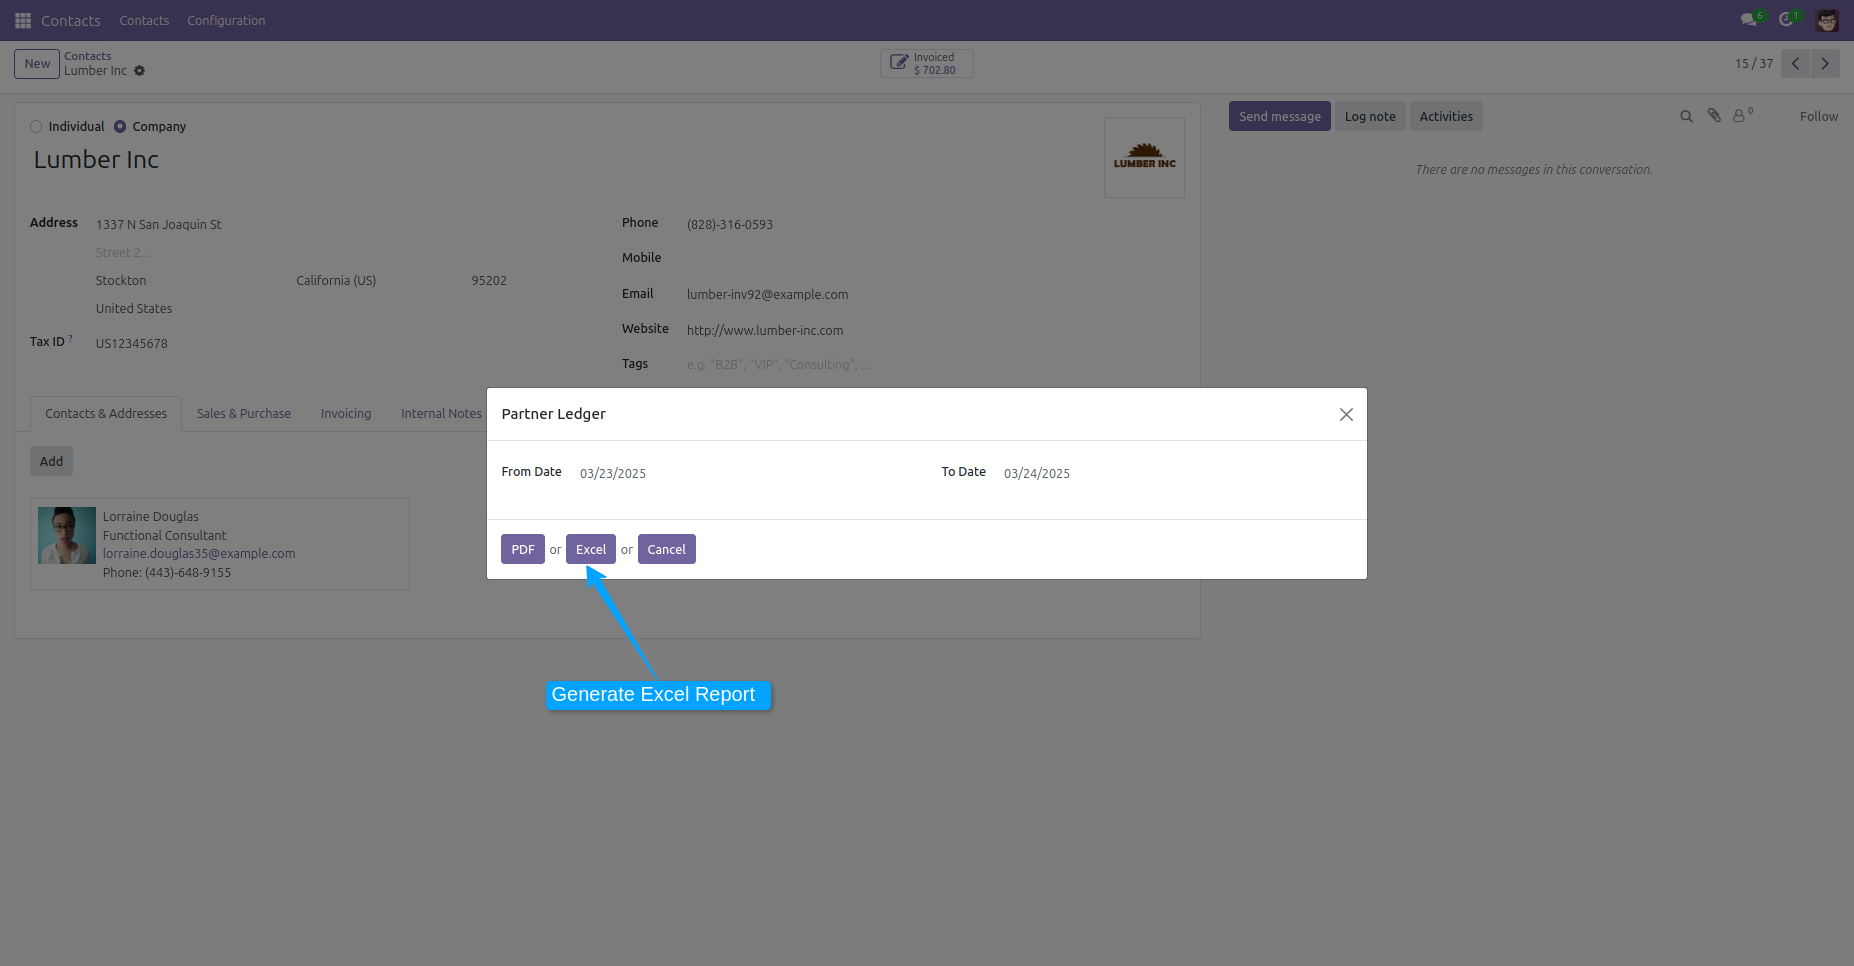 Contacts Contacts Configuration 6 1
New Contacts
Lumber Inc
Invoiced
$ 702.80
15 / 37
Individual Company
Lumber Inc
LUMBER INC
Send message Log note Activities 0 Follow
There are no messages in this conversation.
Address 1337 N San Joaquin St
Street 2...
Stockton California (US) 95202
United States
Tax ID ? US12345678
Phone (828)-316-0593
Mobile
Email lumber-inv92@example.com
Website http://www.lumber-inc.com
Tags e.g. "B2B", "VIP", "Consulting", ...
Contacts & Addresses Sales & Purchase Invoicing Internal Notes
Add
Lorraine Douglas
Functional Consultant
lorraine.douglas35@example.com
Phone: (443)-648-9155
Partner Ledger
From Date 03/23/2025 To Date 03/24/2025
PDF or Excel or Cancel
Generate Excel Report